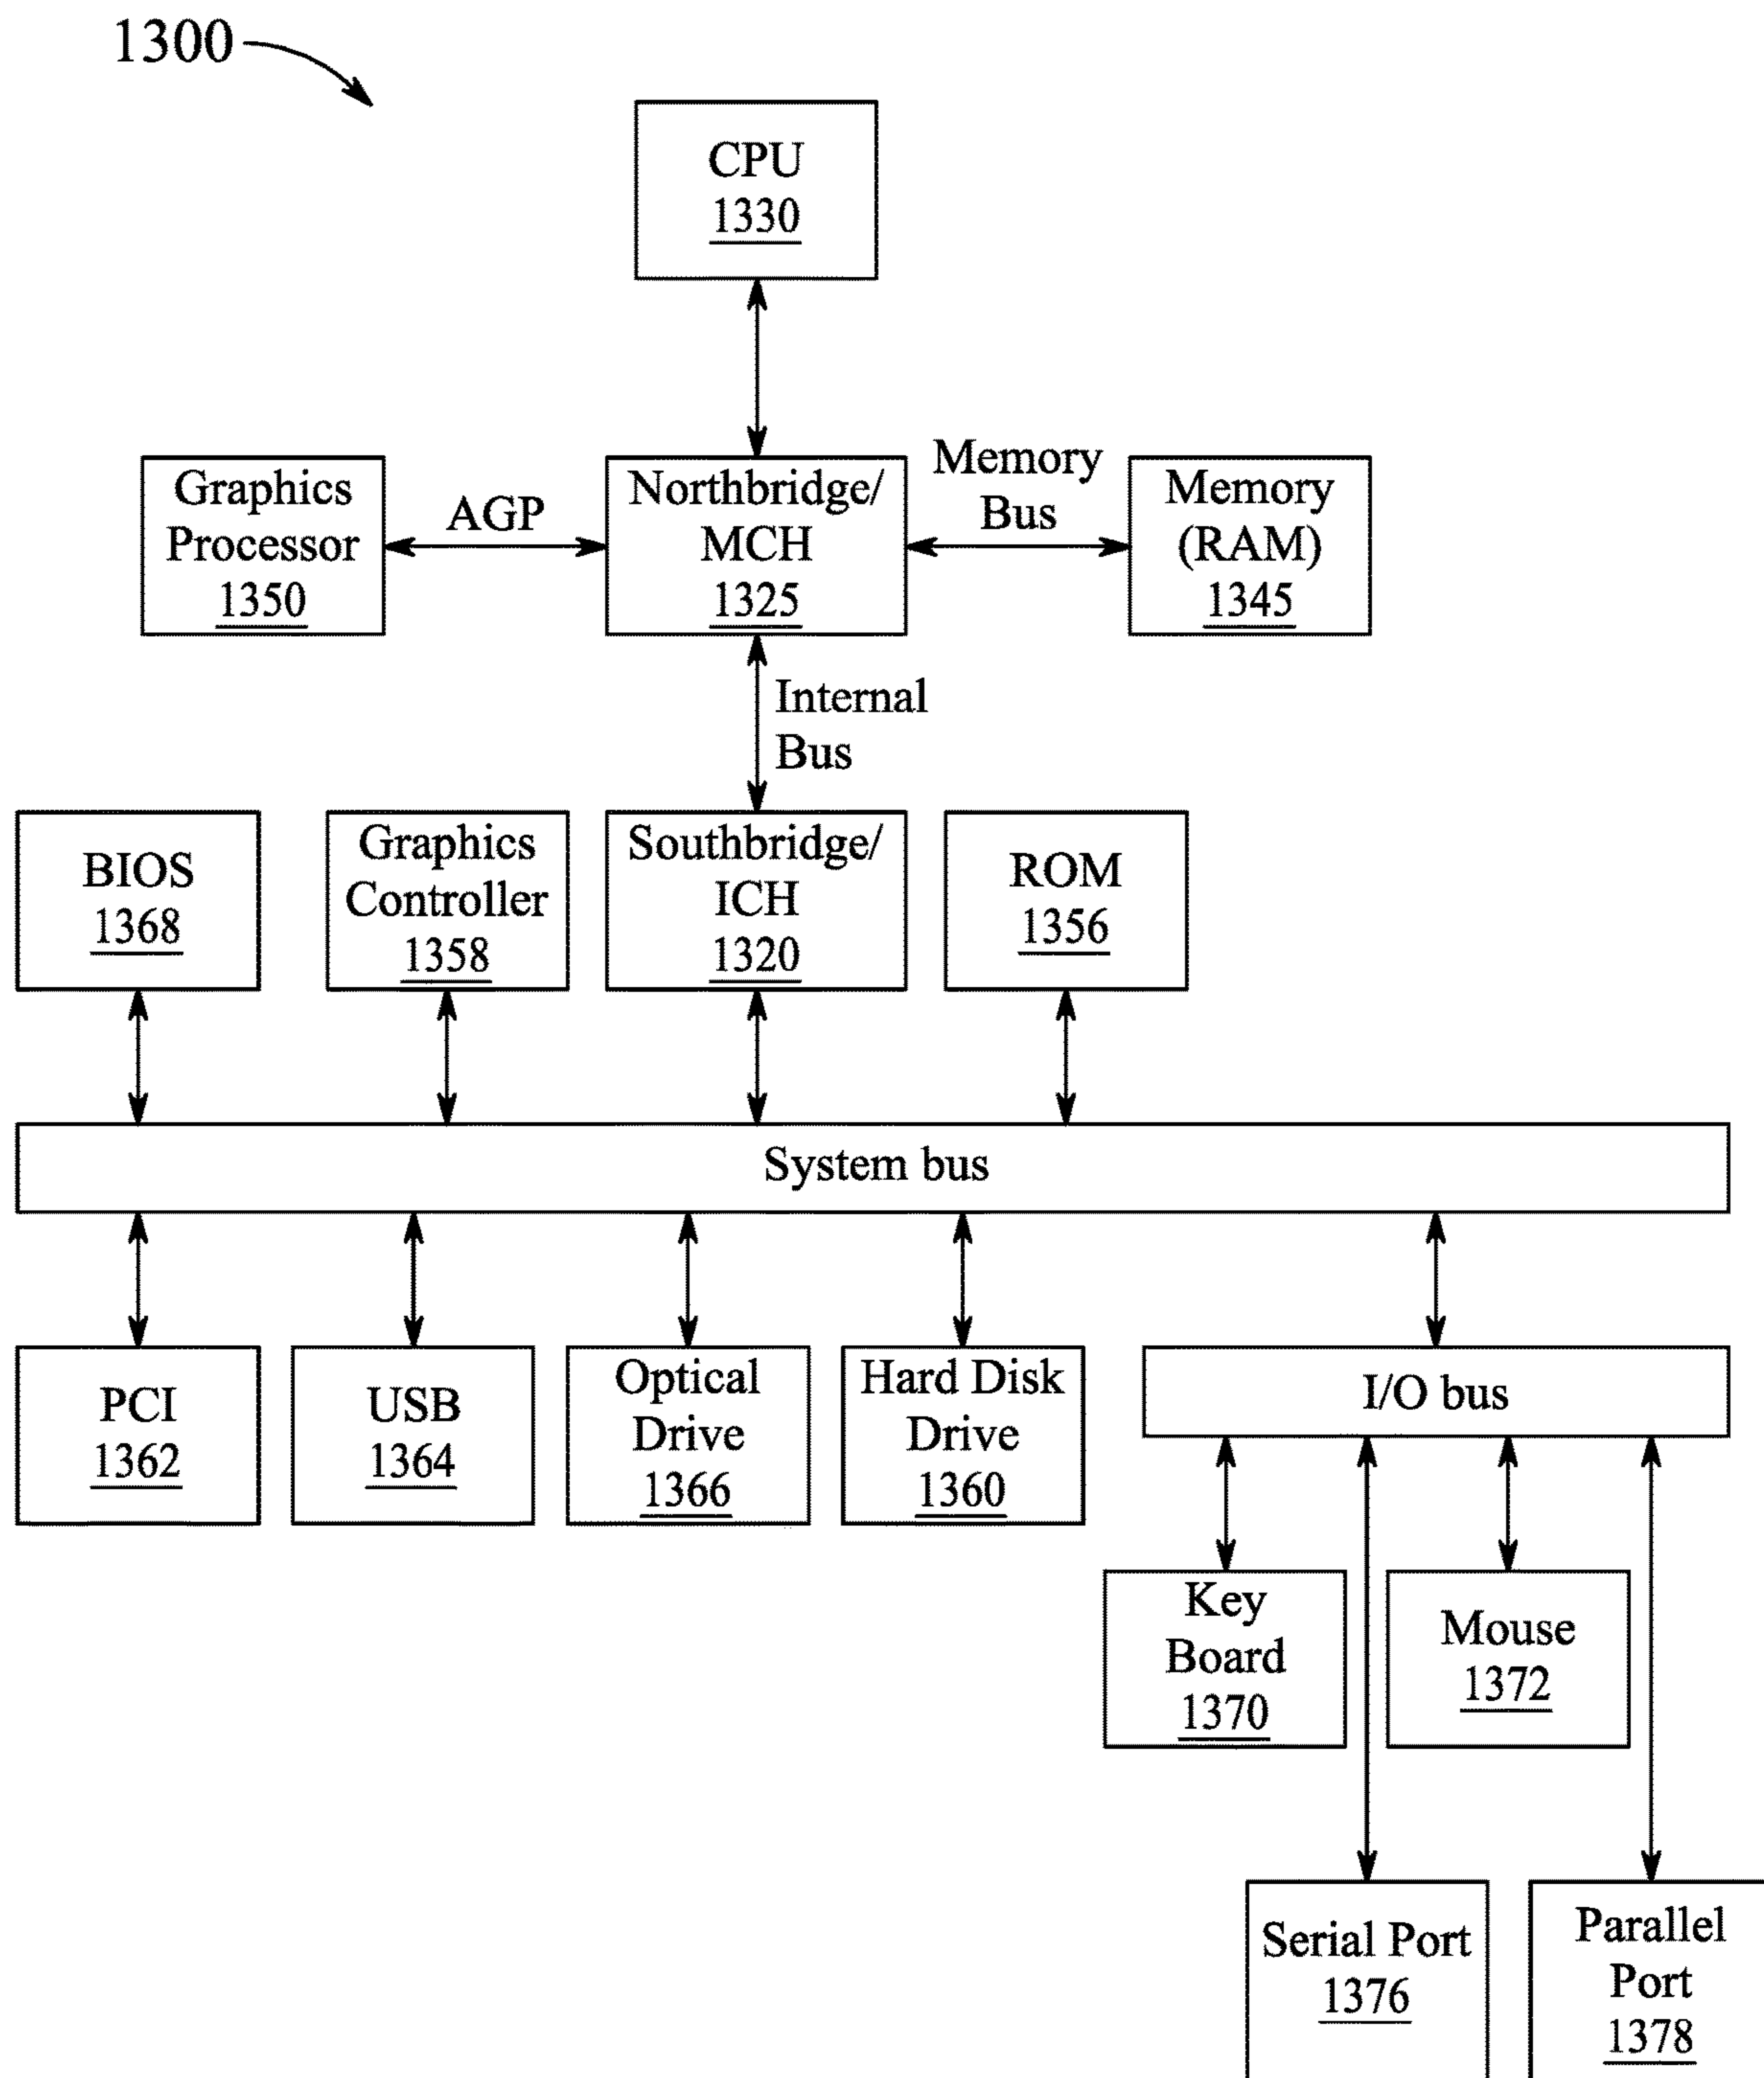 1300
CPU
1330
Graphics
Processor
1350
AGP
Northbridge/
MCH
1325
Memory
Bus
Memory
(RAM)
1345
Internal
Bus
BIOS
1368
Graphics
Controller
1358
Southbridge/
ICH
1320
ROM
1356
System bus
PCI
1362
USB
1364
Optical
Drive
1366
Hard Disk
Drive
1360
I/O bus
Key
Board
1370
Mouse
1372
Serial Port
1376
Parallel
Port
1378